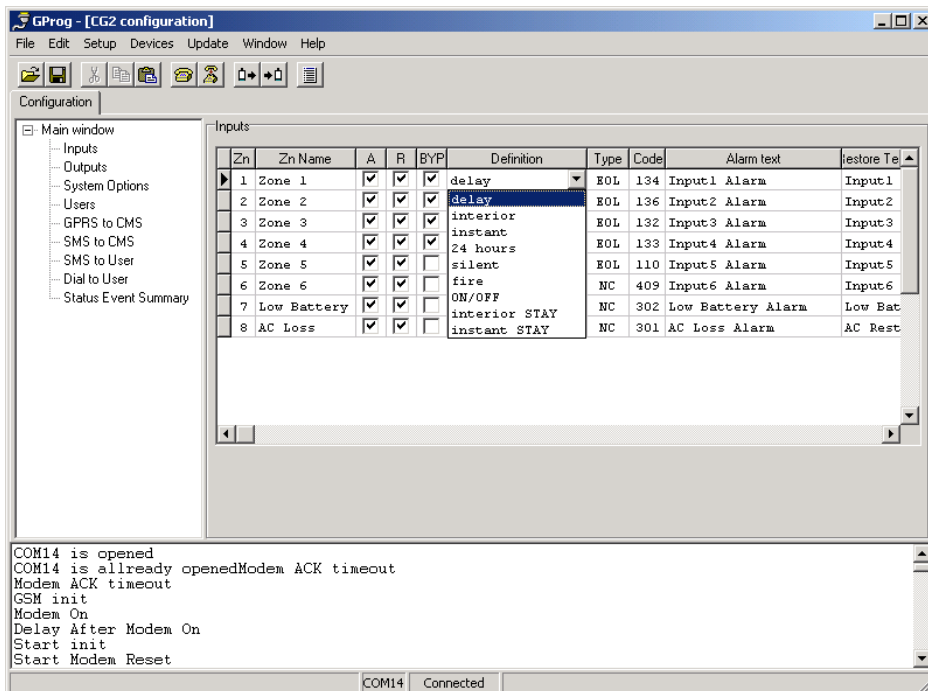 GProg - [CG2 configuration]
File Edit Setup Devices Update Window Help
Configuration
Main window
Inputs
Outputs
System Options
Users
GPRS to CMS
SMS to CMS
SMS to User
Dial to User
Status Event Summary
Inputs
Zn Zn Name A R BYP Definition Type Code Alarm text estore Te
1 Zone 1 delay EOL 134 Input1 Alarm Input1
2 Zone 2 EOL 136 Input2 Alarm Input2
3 Zone 3 EOL 132 Input3 Alarm Input3
4 Zone 4 EOL 133 Input4 Alarm Input4
5 Zone 5 EOL 110 Input5 Alarm Input5
6 Zone 6 NC 409 Input6 Alarm Input6
7 Low Battery NC 302 Low Battery Alarm Low Bat
8 AC Loss NC 301 AC Loss Alarm AC Rest
delay
interior
instant
24 hours
silent
fire
ON/OFF
interior STAY
instant STAY
COM14 is opened
COM14 is allready openedModem ACK timeout
Modem ACK timeout
GSM init
Modem On
Delay After Modem On
Start init
Start Modem Reset
COM14 Connected